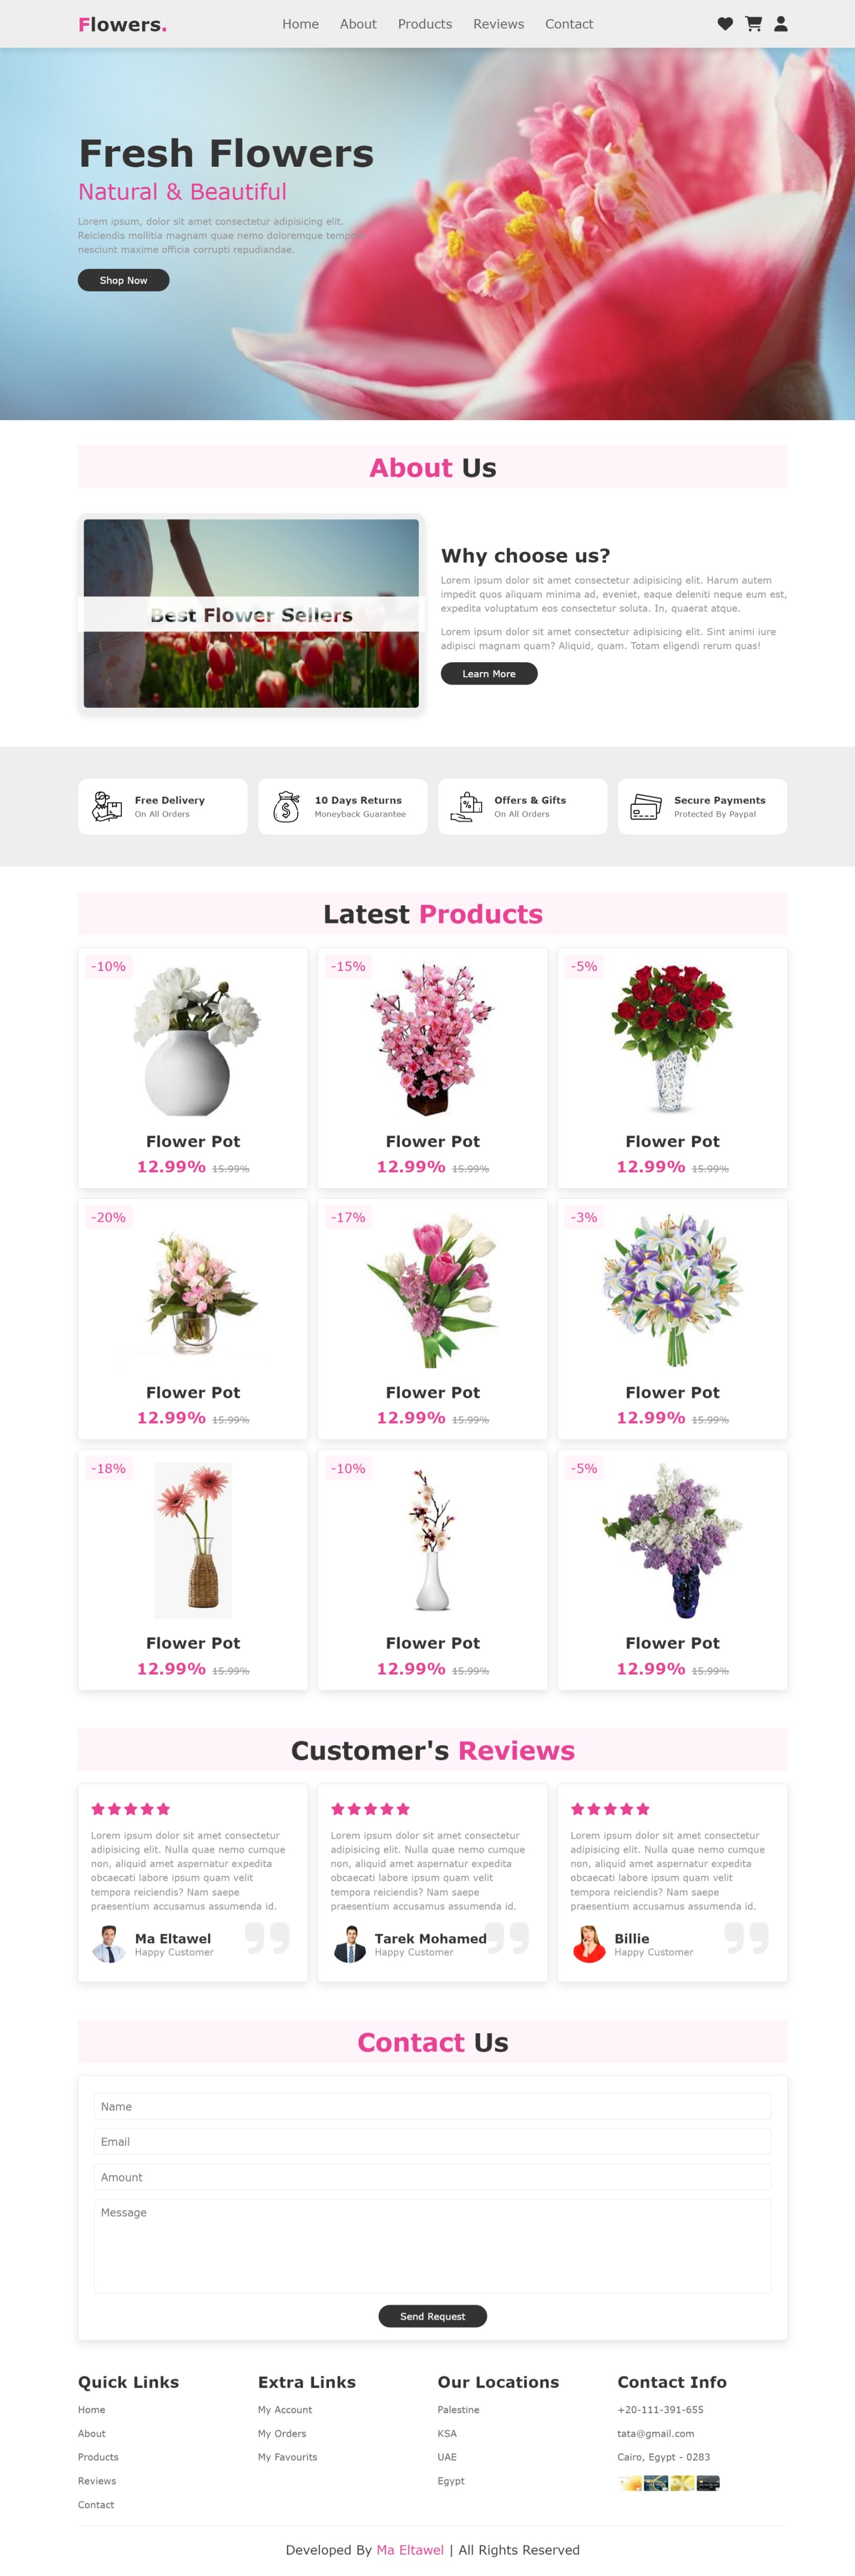 Flowers.
Home About Products Reviews Contact
Fresh Flowers
Natural & Beautiful
Lorem ipsum, dolor sit amet consectetur adipisicing elit.
Reiciendis mollitia magnam quae nemo doloremque tempore
nesciunt maxime officia corrupti repudiandae.
Shop Now
About Us
Best Flower Sellers
Why choose us?
Lorem ipsum dolor sit amet consectetur adipisicing elit. Harum autem
impedit quos aliquam minima ad, eveniet, eaque deleniti neque eum est,
expedita voluptatum eos consectetur soluta. In, quaerat atque.
Lorem ipsum dolor sit amet consectetur adipisicing elit. Sint animi iure
adipisci magnam quam? Aliquid, quam. Totam eligendi rerum quas!
Learn More
Free Delivery
On All Orders
10 Days Returns
Moneyback Guarantee
Offers & Gifts
On All Orders
Secure Payments
Protected By Paypal
Latest Products
-10%
Flower Pot
12.99% 15.99%
-15%
Flower Pot
12.99% 15.99%
-5%
Flower Pot
12.99% 15.99%
-20%
Flower Pot
12.99% 15.99%
-17%
Flower Pot
12.99% 15.99%
-3%
Flower Pot
12.99% 15.99%
-18%
Flower Pot
12.99% 15.99%
-10%
Flower Pot
12.99% 15.99%
-5%
Flower Pot
12.99% 15.99%
Customer's Reviews
Lorem ipsum dolor sit amet consectetur
adipisicing elit. Nulla quae nemo cumque
non, aliquid amet aspernatur expedita
obcaecati labore ipsum quam velit
tempora reiciendis? Nam saepe
praesentium accusamus assumenda id.
Ma Eltawel
Happy Customer
Lorem ipsum dolor sit amet consectetur
adipisicing elit. Nulla quae nemo cumque
non, aliquid amet aspernatur expedita
obcaecati labore ipsum quam velit
tempora reiciendis? Nam saepe
praesentium accusamus assumenda id.
Tarek Mohamed
Happy Customer
Lorem ipsum dolor sit amet consectetur
adipisicing elit. Nulla quae nemo cumque
non, aliquid amet aspernatur expedita
obcaecati labore ipsum quam velit
tempora reiciendis? Nam saepe
praesentium accusamus assumenda id.
Billie
Happy Customer
Contact Us
Name
Email
Amount
Message
Send Request
Quick Links
Home
About
Products
Reviews
Contact
Extra Links
My Account
My Orders
My Favourits
Our Locations
Palestine
KSA
UAE
Egypt
Contact Info
+20-111-391-655
tata@gmail.com
Cairo, Egypt - 0283
Developed By Ma Eltawel | All Rights Reserved